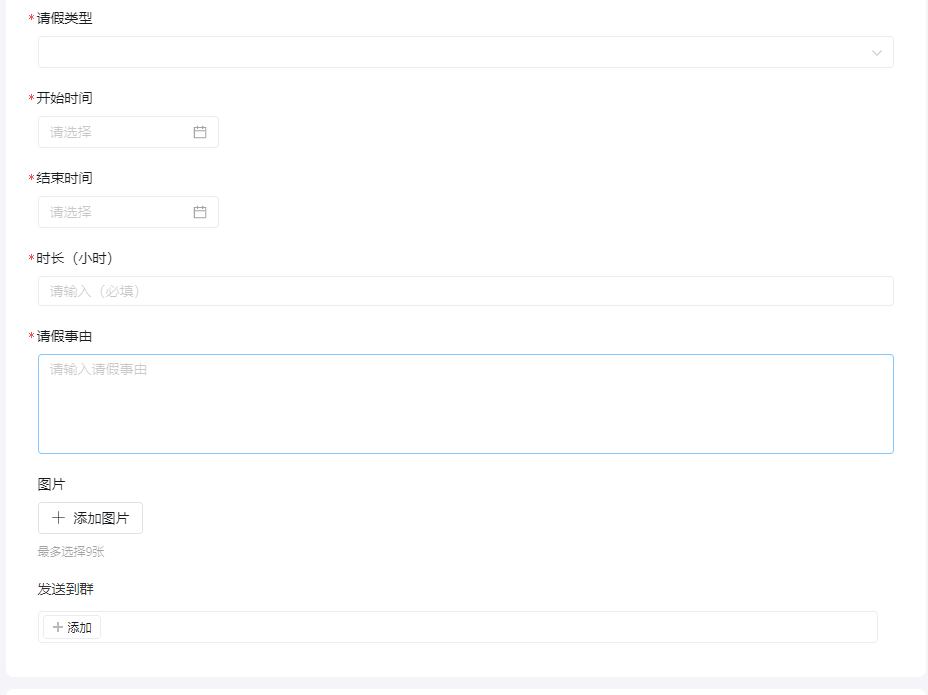 *请假类型
*开始时间
请选择
*结束时间
请选择
*时长（小时）
请输入（必填）
*请假事由
请输入请假事由
图片
添加图片
最多选择9张
发送到群
添加